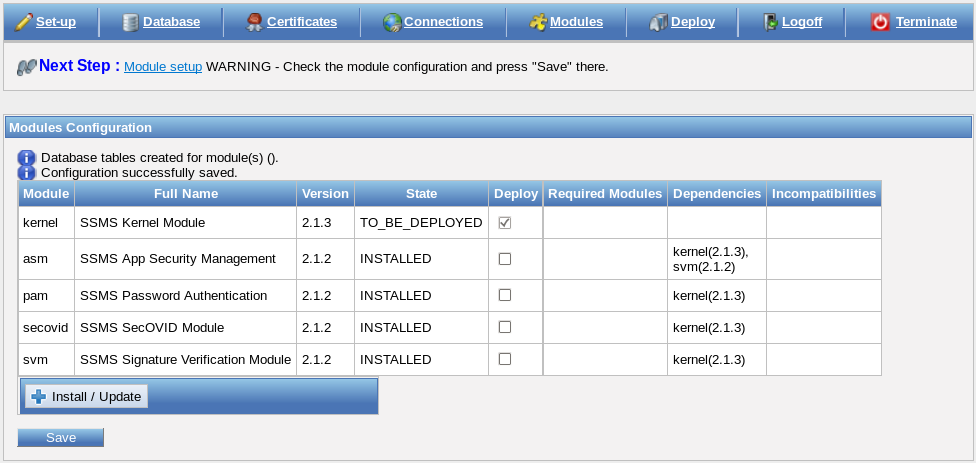 Set-up Database Certificates Connections Modules Deploy Logoff Terminate
Next Step : Module setup WARNING - Check the module configuration and press "Save" there.
Modules Configuration
Database tables created for module(s) ().
Configuration successfully saved.
Module Full Name Version State Deploy Required Modules Dependencies Incompatibilities
kernel SSMS Kernel Module 2.1.3 TO_BE_DEPLOYED
asm SSMS App Security Management 2.1.2 INSTALLED kernel(2.1.3),
svm(2.1.2)
pam SSMS Password Authentication 2.1.2 INSTALLED kernel(2.1.3)
secovid SSMS SecOVID Module 2.1.2 INSTALLED kernel(2.1.3)
svm SSMS Signature Verification Module 2.1.2 INSTALLED kernel(2.1.3)
Install / Update
Save